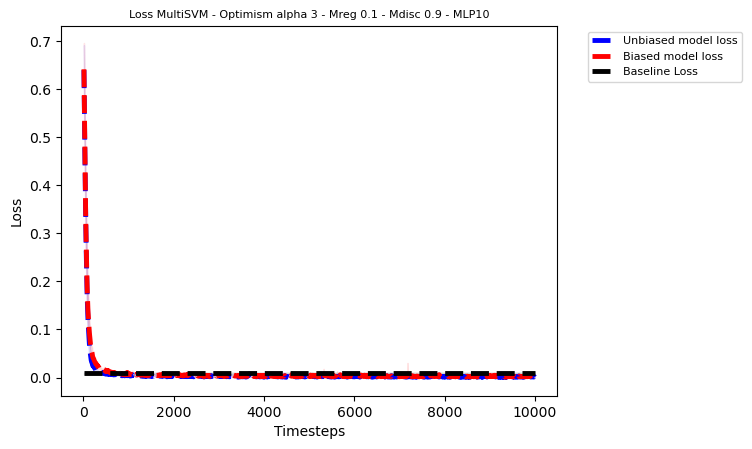 Loss MultiSVM - Optimism alpha 3 - Mreg 0.1 - Mdisc 0.9 - MLP10
Unbiased model loss
Biased model loss
Baseline Loss
Loss
0.7
0.6
0.5
0.4
0.3
0.2
0.1
0.0
0
2000
4000
6000
8000
10000
Timesteps